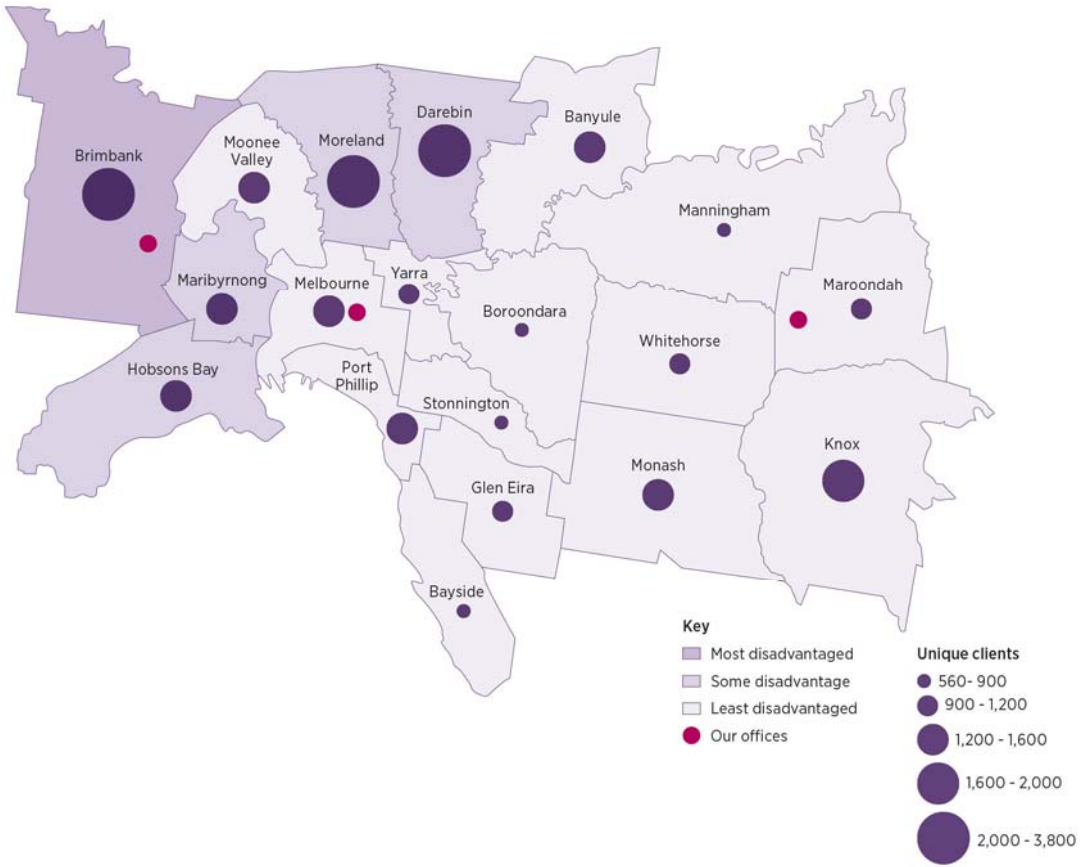 Darebin
Banyule
Moonee
Valley
Moreland
Brimbank
Manningham
Maribyrnong
Melbourne
Yarra
Maroondah
Boroondara
Whitehorse
Hobsons Bay
Port
Phillip
Stonnington
Knox
Monash
Glen Eira
Bayside
Key
Most disadvantaged
Some disadvantage
Least disadvantaged
Our offices
Unique clients
560- 900
900 - 1,200
1,200 - 1,600
1,600 - 2,000
2,000 - 3,800